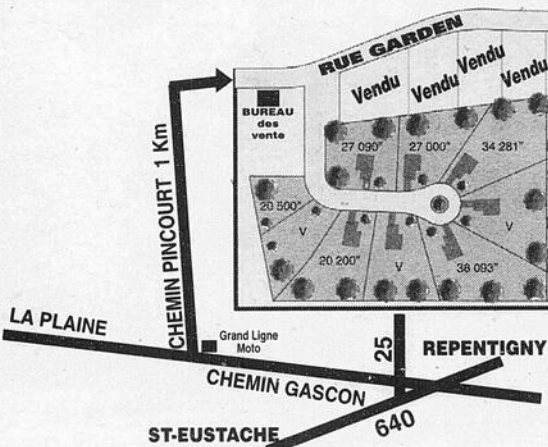 RUE GARDEN
Vendu
Vendu
Vendu
Vendu
BUREAU
des
vente
27 090"
27 000"
34 281"
20 500"
V
20 200"
V
36 093"
V
CHEMIN PINCOURT 1 Km
LA PLAINE
Grand Ligne
Moto
CHEMIN GASCON
25
REPENTIGNY
ST-EUSTACHE
640